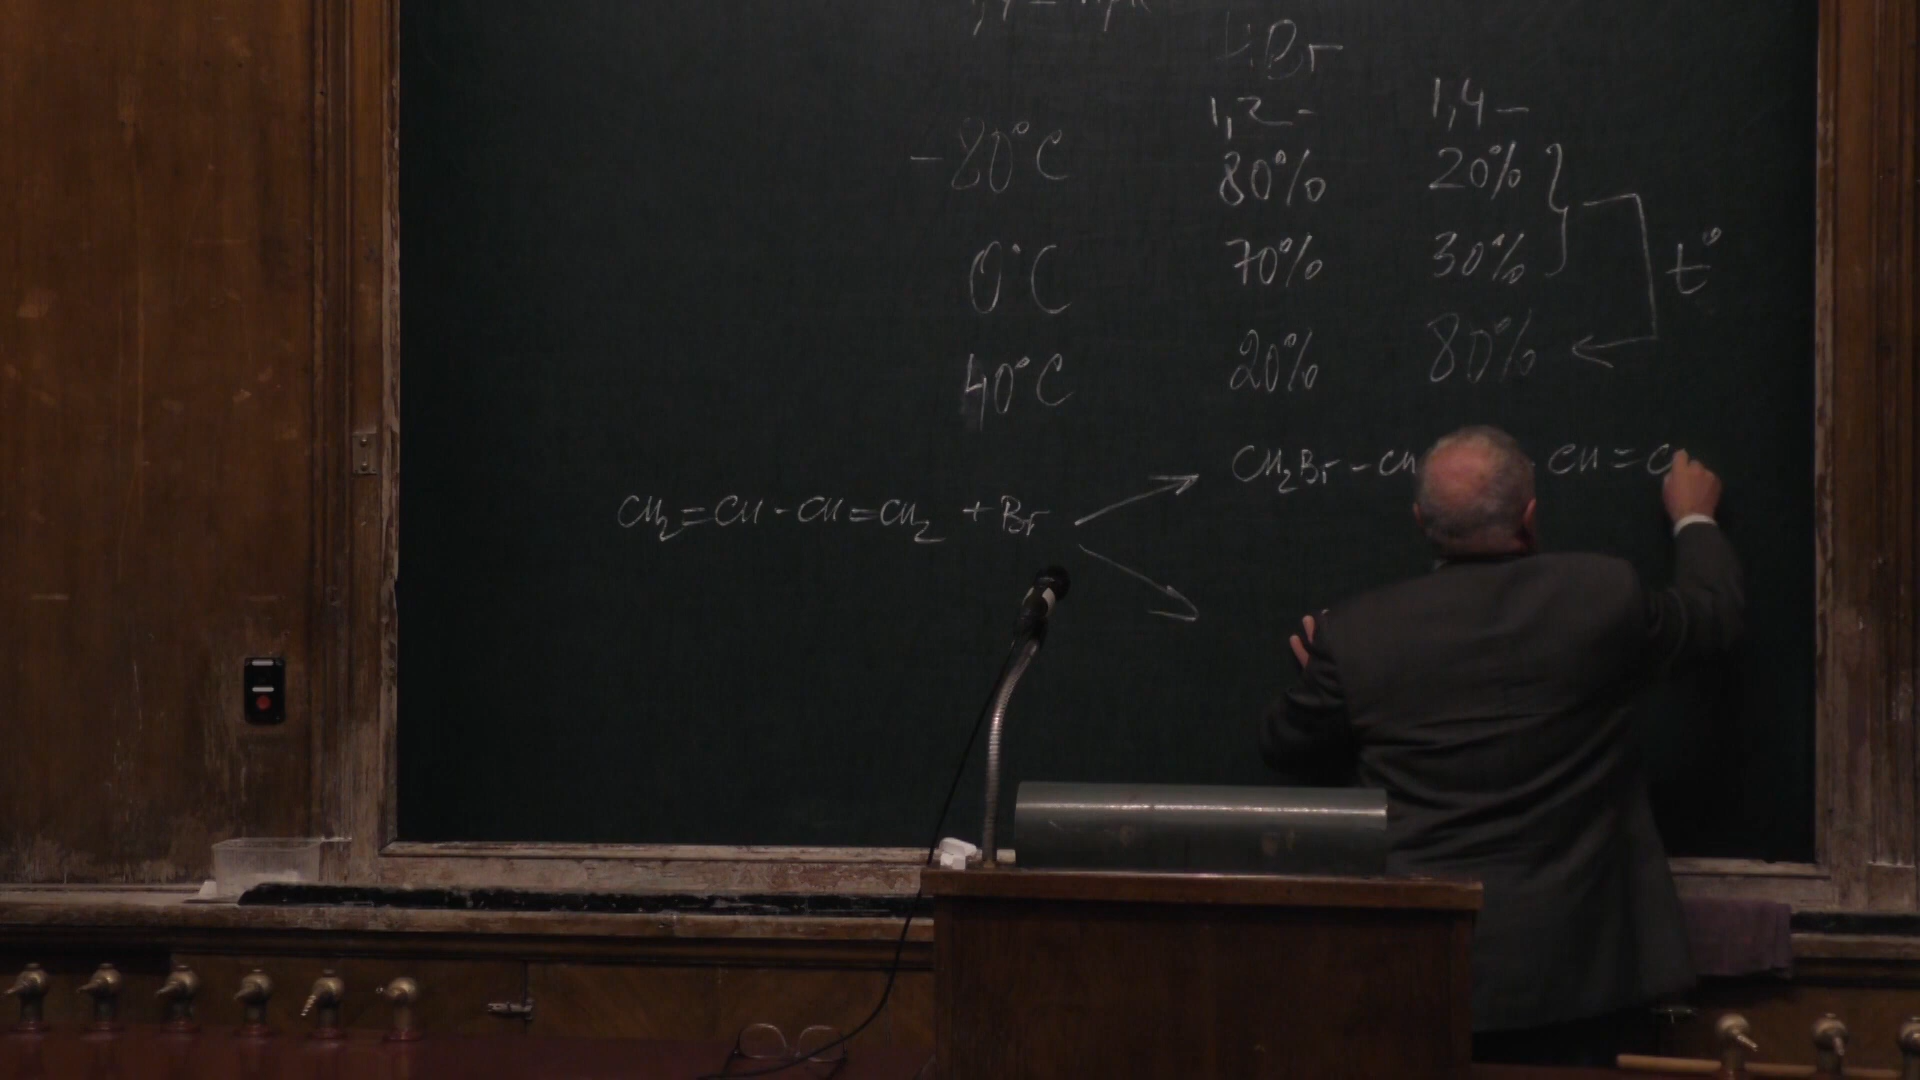 HBr
1,2- 1,4-
-80°C 80% 20%
0°C 70% 30% t°
40°C 20% 80%
CH₂Br-CH CH=C
CH₂=CH-CH=CH₂ +Br